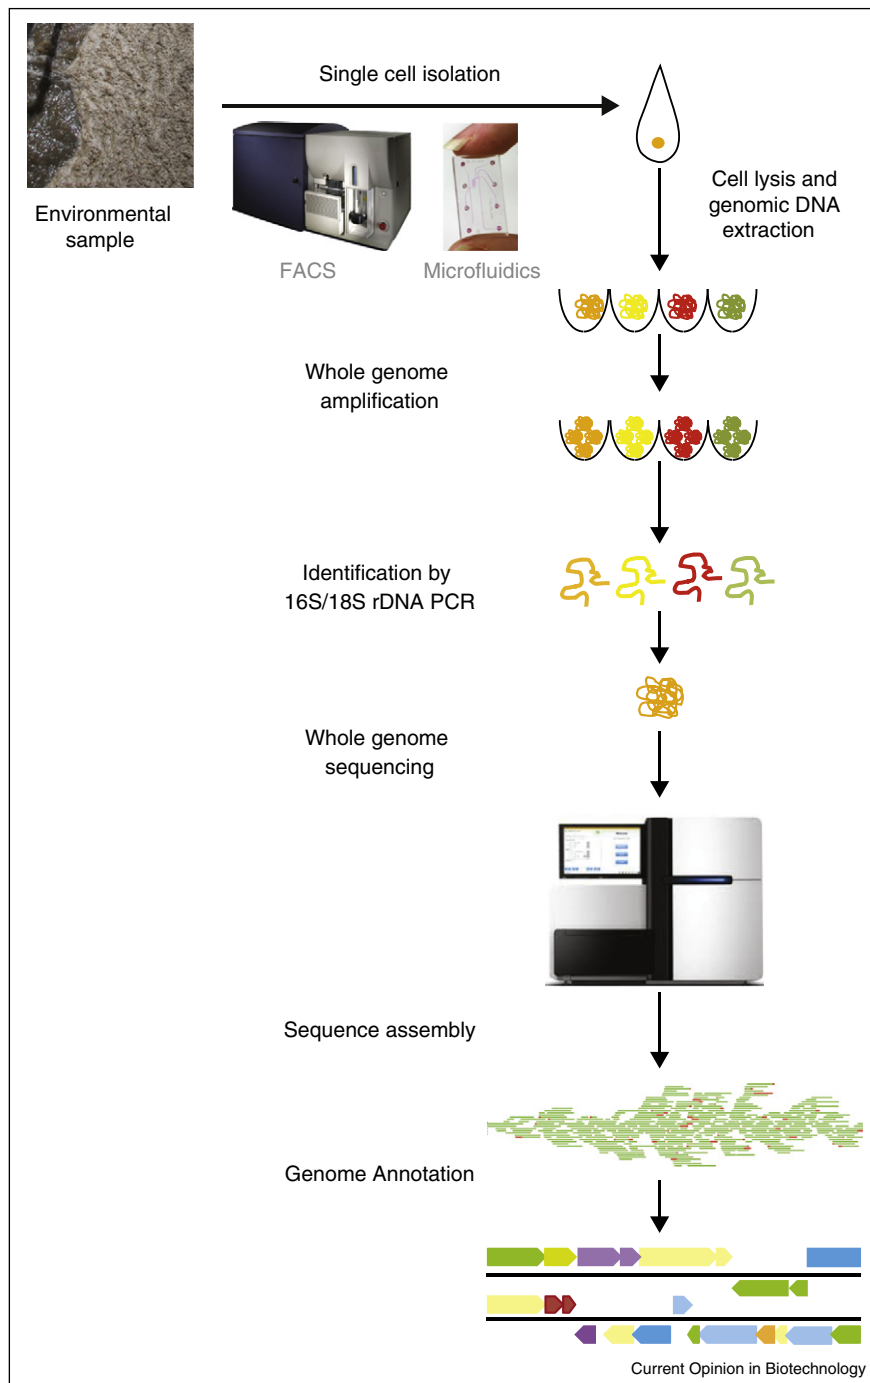 Single cell isolation
Environmental
sample
FACS
Microfluidics
Cell lysis and
genomic DNA
extraction
Whole genome
amplification
Identification by
16S/18S rDNA PCR
Whole genome
sequencing
Sequence assembly
Genome Annotation
Current Opinion in Biotechnology